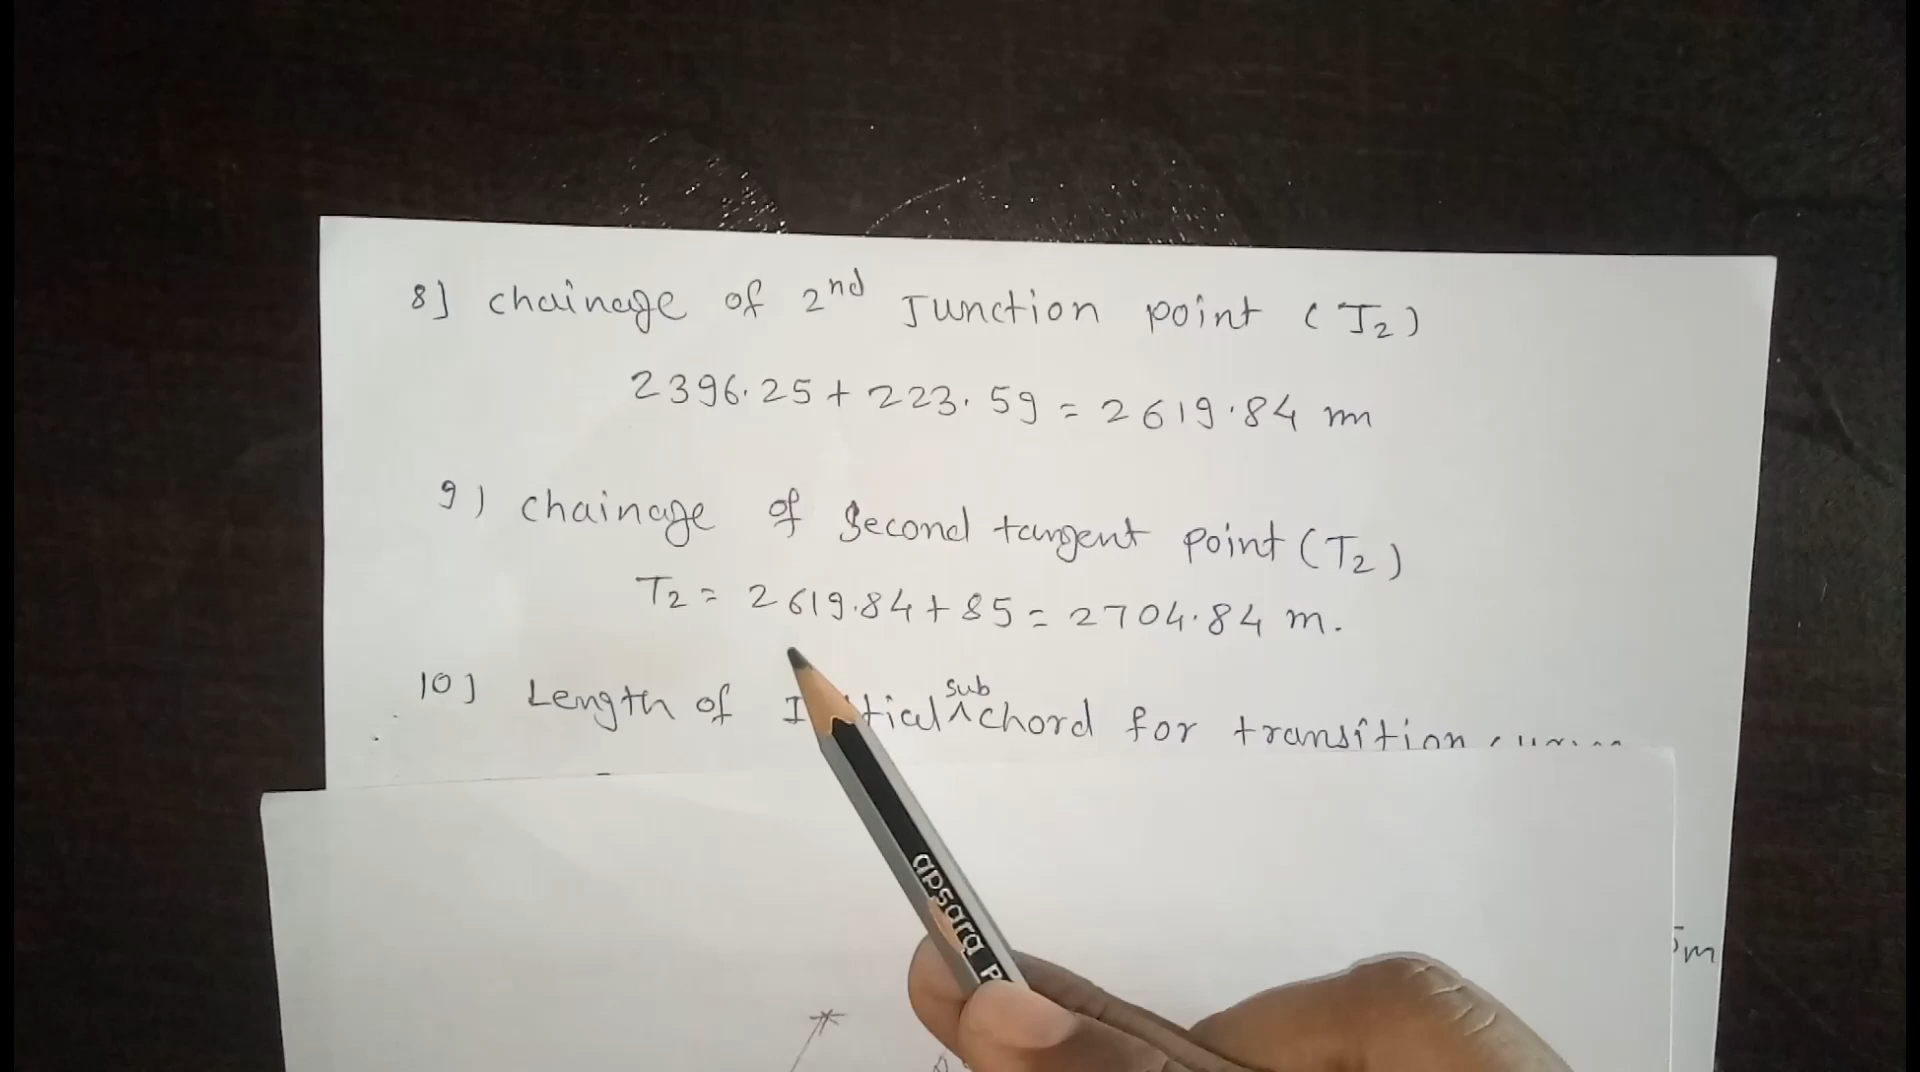 8] chainage of 2nd Junction point (J2)
2396.25 + 223.59 = 2619.84 m
9) chainage of second tangent point (T2)
T2 = 2619.84 + 85 = 2704.84 m.
10] Length of sub chord for transition
5m
apsara P